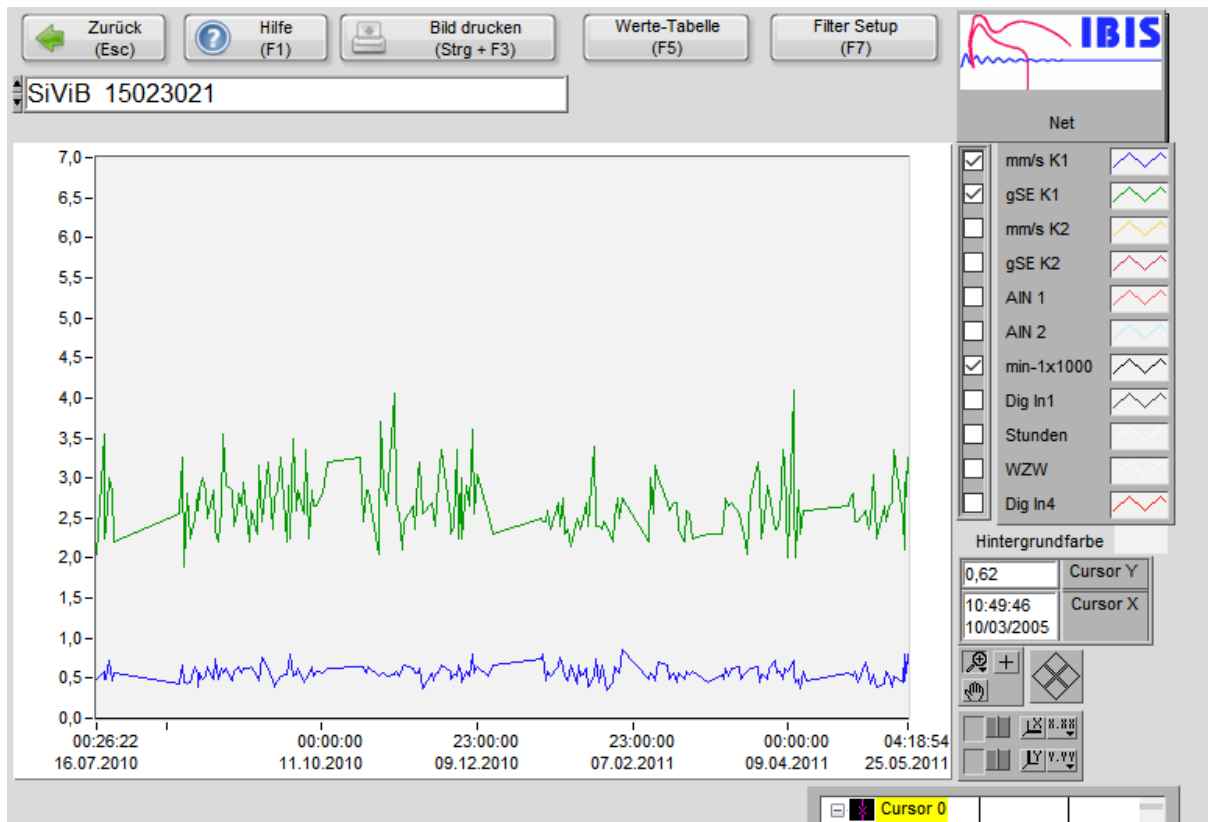 Zurück
(Esc)
Hilfe
(F1)
Bild drucken
(Strg + F3)
Werte-Tabelle
(F5)
Filter Setup
(F7)
IBIS
Net
SiViB 15023021
7,0
6,5
6,0
5,5
5,0
4,5
4,0
3,5
3,0
2,5
2,0
1,5
1,0
0,5
0,0
00:26:22
16.07.2010
00:00:00
11.10.2010
23:00:00
09.12.2010
23:00:00
07.02.2011
00:00:00
09.04.2011
04:18:54
25.05.2011
mm/s K1
gSE K1
mm/s K2
gSE K2
AIN 1
AIN 2
min-1x1000
Dig In1
Stunden
WZW
Dig In4
Hintergrundfarbe
0,62 Cursor Y
10:49:46 Cursor X
10/03/2005
X 8.88
Y Y.YY
Cursor 0